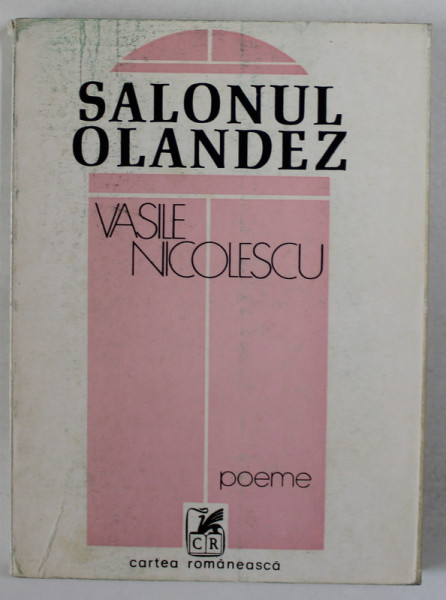 SALONUL
OLANDEZ
VASILE
NICOLESCU
poeme
CR
cartea românească